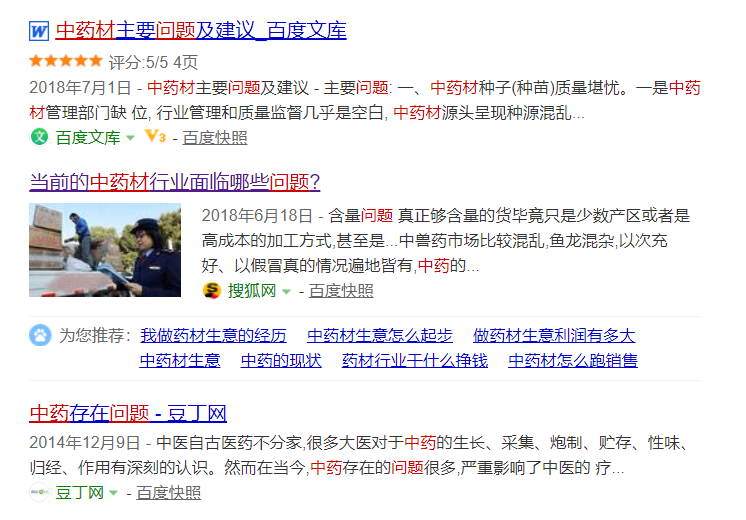 W 中药材主要问题及建议_百度文库
评分:5/5 4页
2018年7月1日 - 中药材主要问题及建议 - 主要问题: 一、中药材种子(种苗)质量堪忧。一是中药
材管理部门缺 位, 行业管理和质量监督几乎是空白, 中药材源头呈现种源混乱...
文 百度文库 V3 - 百度快照
当前的中药材行业面临哪些问题?
2018年6月18日 - 含量问题 真正够含量的货毕竟只是少数产区或者是
高成本的加工方式,甚至是...中兽药市场比较混乱,鱼龙混杂,以次充
好、以假冒真的情况遍地皆有,中药的...
S 搜狐网 - 百度快照
为您推荐: 我做药材生意的经历 中药材生意怎么起步 做药材生意利润有多大
中药材生意 中药的现状 药材行业干什么挣钱 中药材怎么跑销售
中药存在问题 - 豆丁网
2014年12月9日 - 中医自古医药不分家,很多大医对于中药的生长、采集、炮制、贮存、性味、
归经、作用有深刻的认识。然而在当今,中药存在的问题很多,严重影响了中医的 疗...
豆丁网 - 百度快照